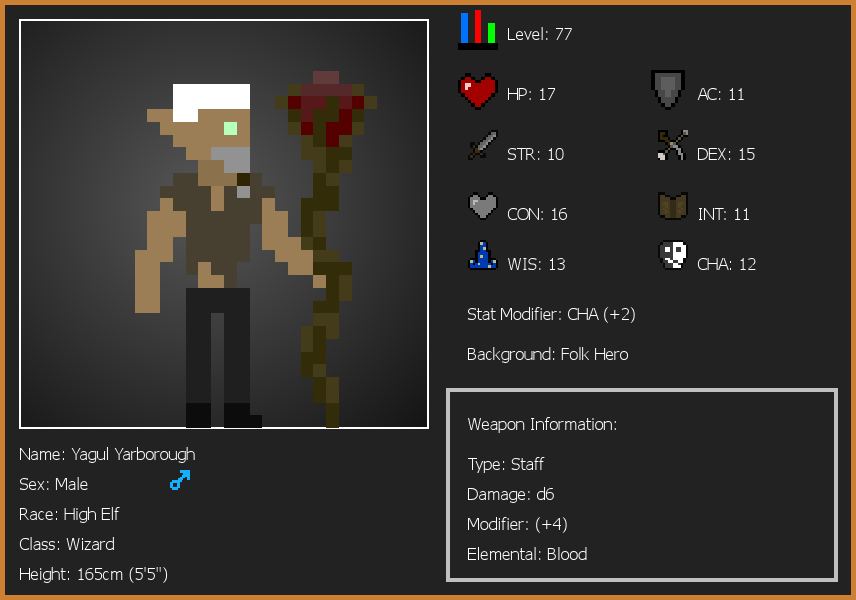 Level: 77
HP: 17
AC: 11
STR: 10
DEX: 15
CON: 16
INT: 11
WIS: 13
CHA: 12
Stat Modifier: CHA (+2)
Background: Folk Hero
Weapon Information:
Type: Staff
Damage: d6
Modifier: (+4)
Elemental: Blood
Name: Yagul Yarborough
Sex: Male
Race: High Elf
Class: Wizard
Height: 165cm (5'5")